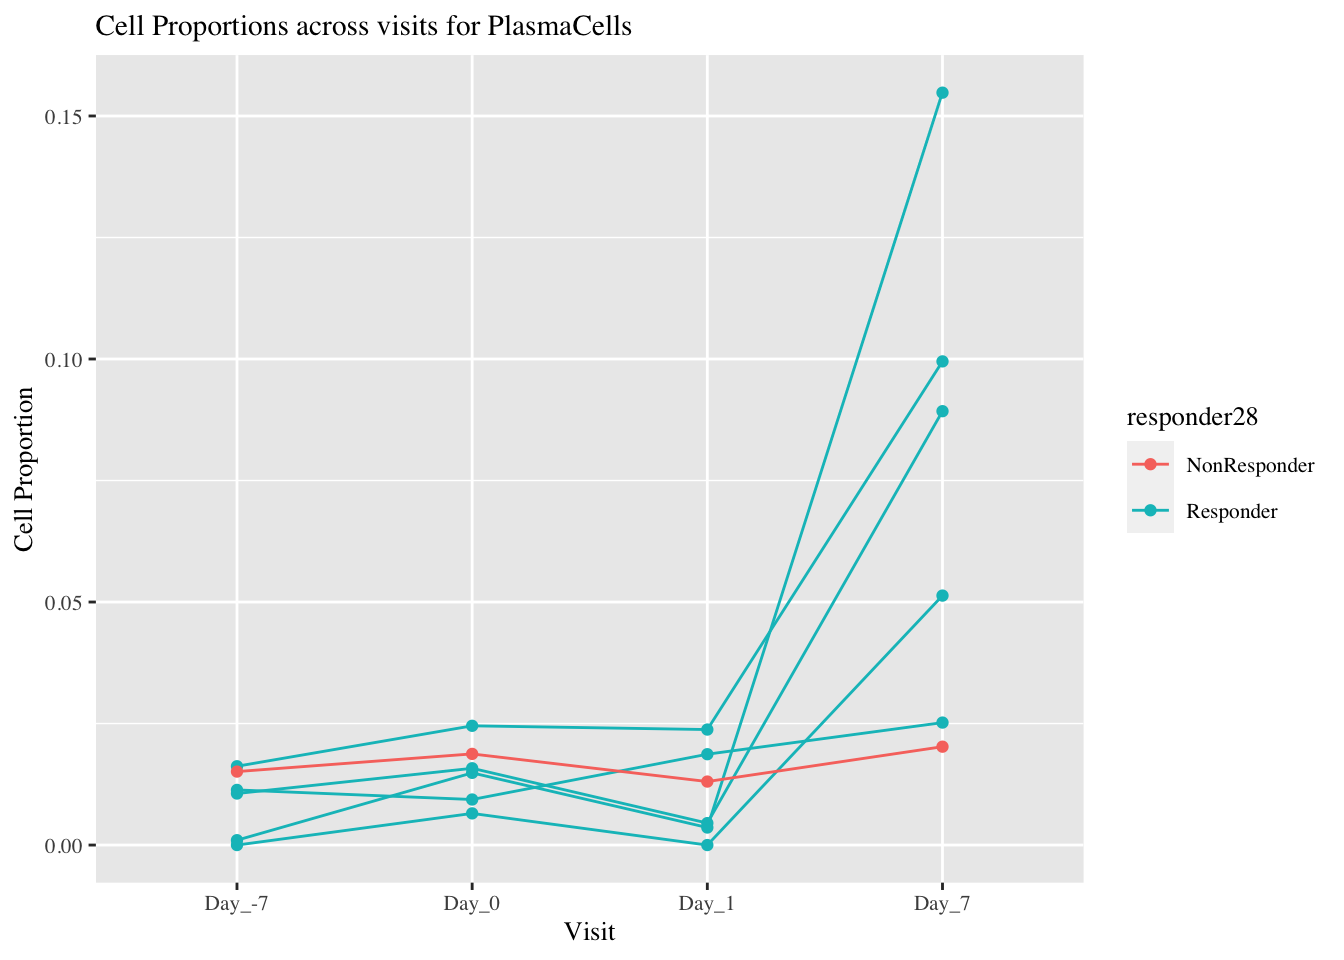 Cell Proportions across visits for PlasmaCells
0.15
0.10
0.05
0.00
Cell Proportion
Day_-7
Day_0
Day_1
Day_7
Visit
responder28
NonResponder
Responder